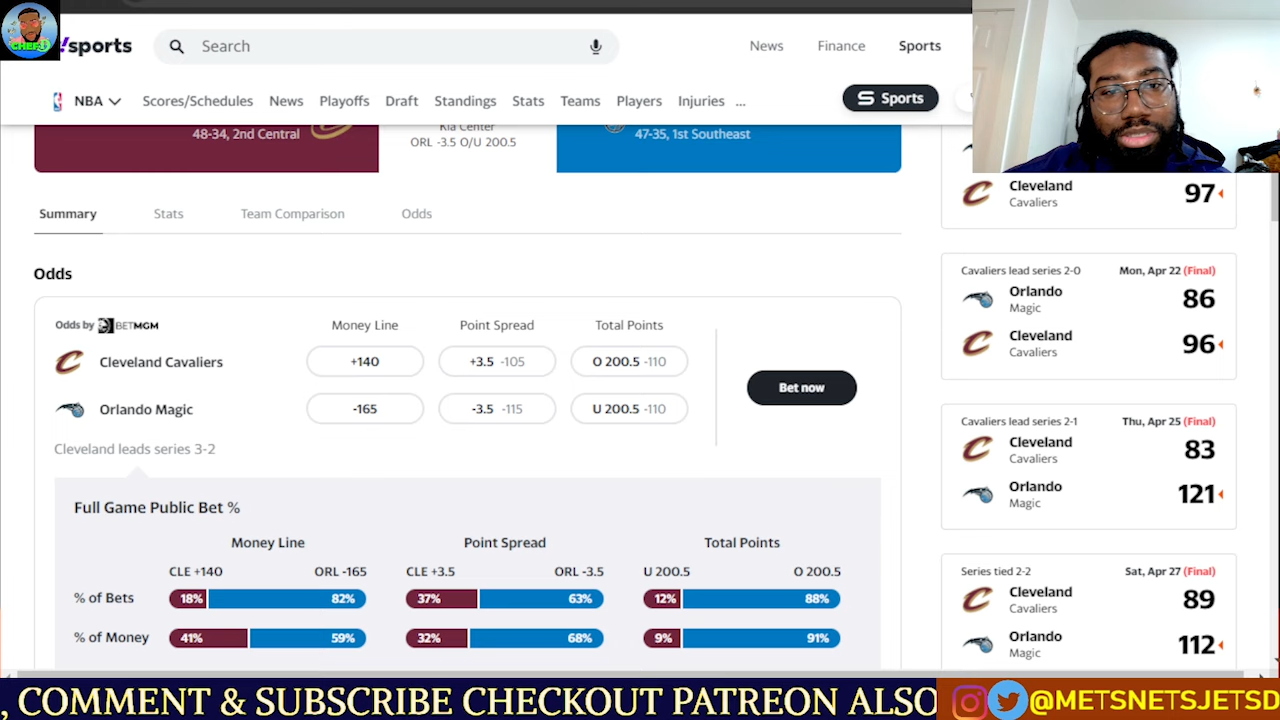 CHEF
!sports
Search
News
Finance
Sports
NBA
Scores/Schedules
News
Playoffs
Draft
Standings
Stats
Teams
Players
Injuries
...
Sports
48-34, 2nd Central
Kia Center
ORL -3.5 O/U 200.5
47-35, 1st Southeast
Summary
Stats
Team Comparison
Odds
Odds
Odds by BETMGM
Money Line
Point Spread
Total Points
Cleveland Cavaliers
+140
+3.5 -105
O 200.5 -110
Orlando Magic
-165
-3.5 -115
U 200.5 -110
Bet now
Cleveland leads series 3-2
Full Game Public Bet %
Money Line
Point Spread
Total Points
CLE +140
ORL -165
CLE +3.5
ORL -3.5
U 200.5
O 200.5
% of Bets
18%
82%
37%
63%
12%
88%
% of Money
41%
59%
32%
68%
9%
91%
Cleveland
Cavaliers
97
Cavaliers lead series 2-0
Mon, Apr 22 (Final)
Orlando
Magic
86
Cleveland
Cavaliers
96
Cavaliers lead series 2-1
Thu, Apr 25 (Final)
Cleveland
Cavaliers
83
Orlando
Magic
121
Series tied 2-2
Sat, Apr 27 (Final)
Cleveland
Cavaliers
89
Orlando
Magic
112
, COMMENT & SUBSCRIBE CHECKOUT PATREON ALSO
@METSNETSJETSD